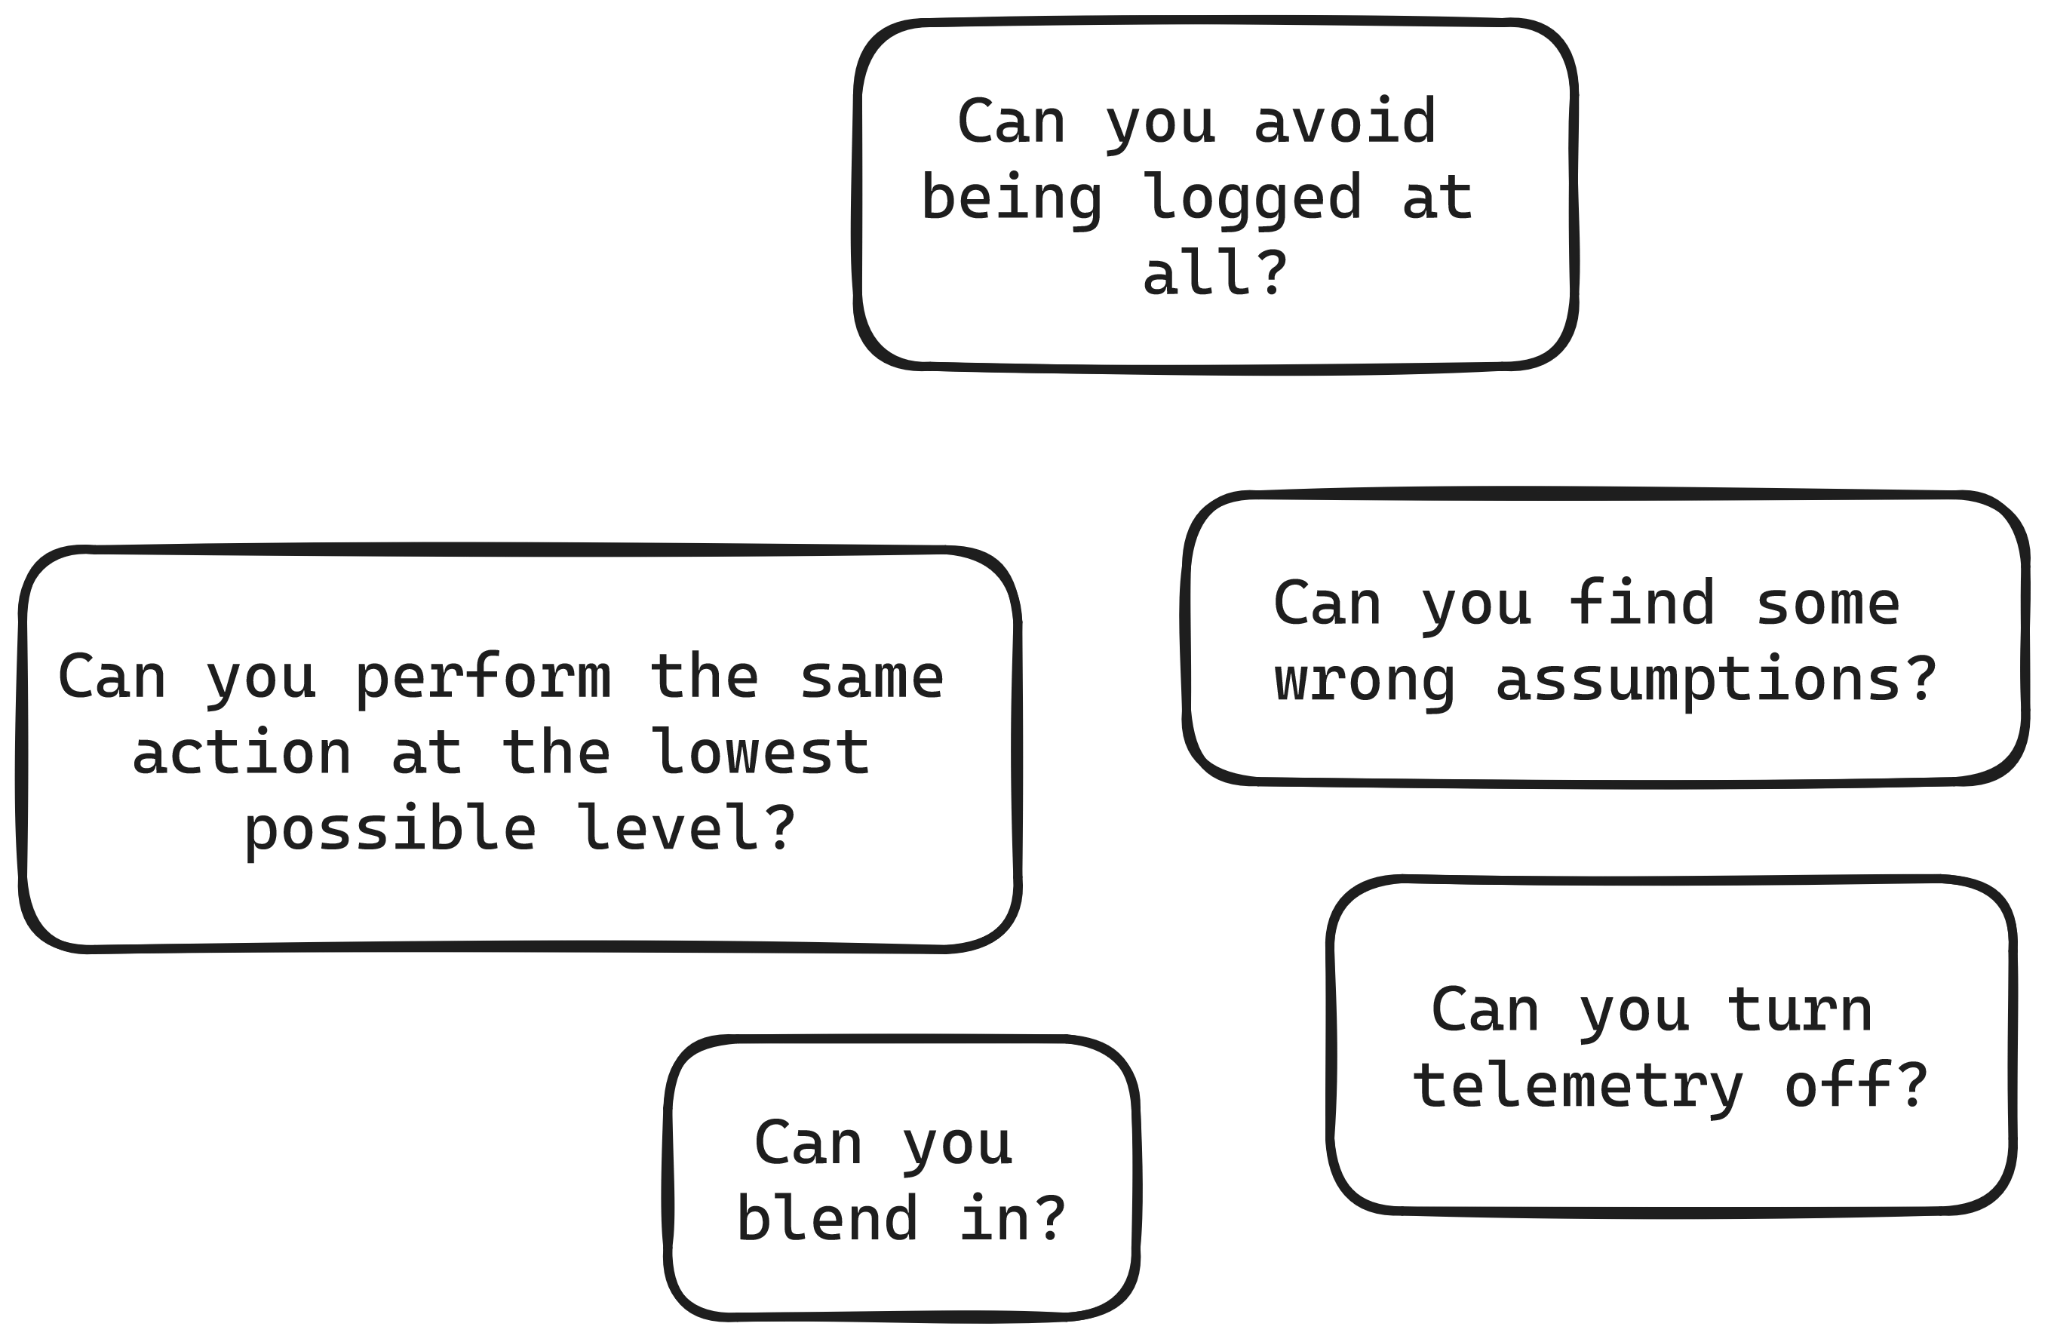 Can you avoid
being logged at
all?
Can you find some
wrong assumptions?
Can you perform the same
action at the lowest
possible level?
Can you turn
telemetry off?
Can you
blend in?